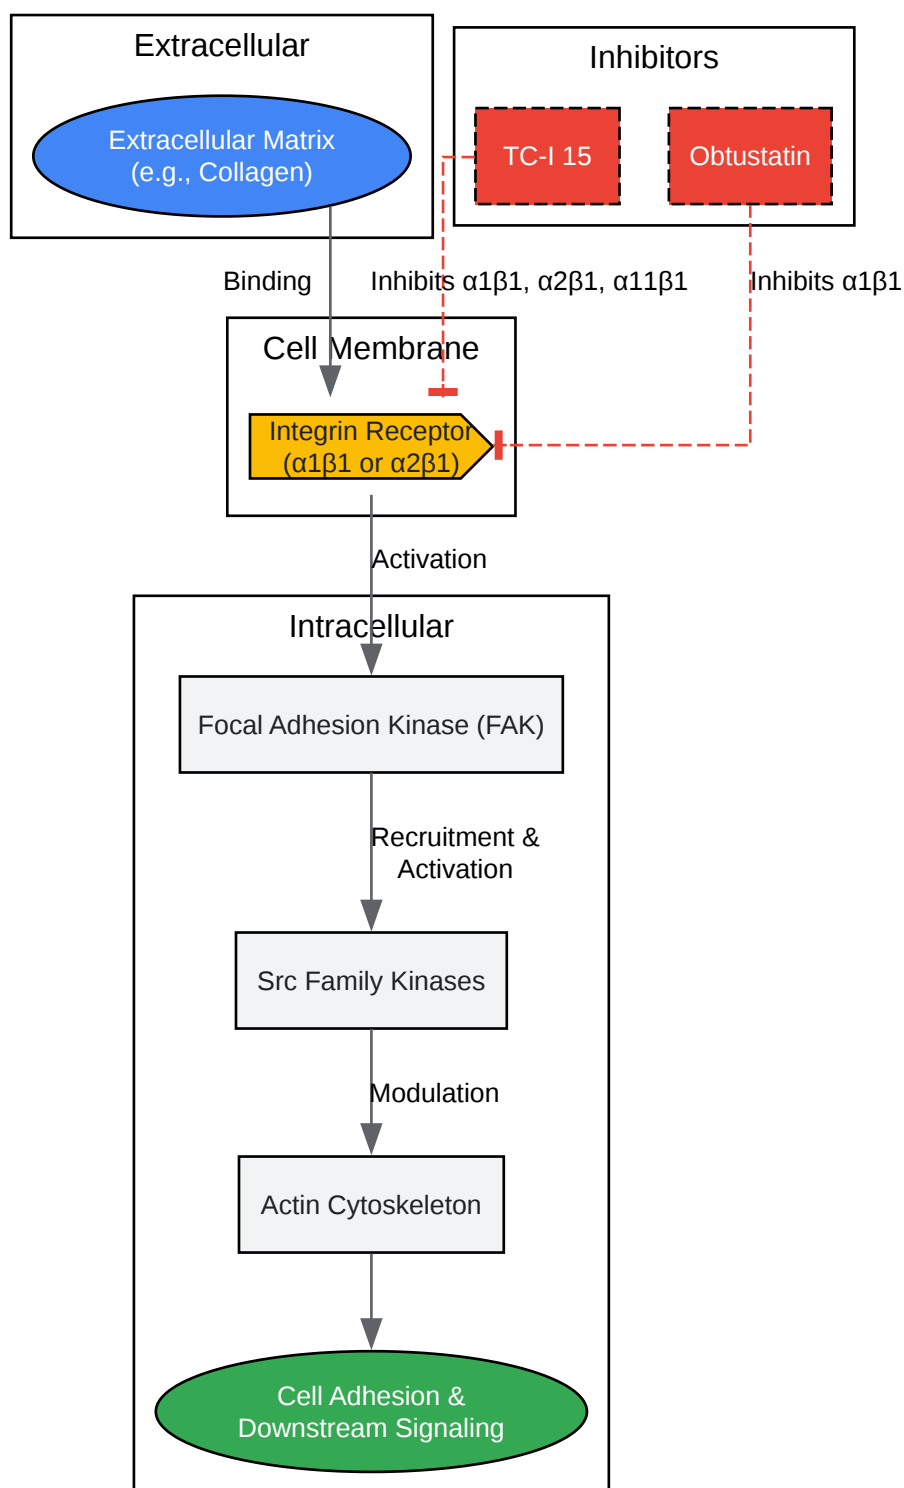 Extracellular
Extracellular Matrix
(e.g., Collagen)
Inhibitors
TC-I 15
Obtustatin
Binding
Inhibits α1β1, α2β1, α11β1
Inhibits α1β1
Cell Membrane
Integrin Receptor
(α1β1 or α2β1)
Activation
Intracellular
Focal Adhesion Kinase (FAK)
Recruitment &
Activation
Src Family Kinases
Modulation
Actin Cytoskeleton
Cell Adhesion &
Downstream Signaling